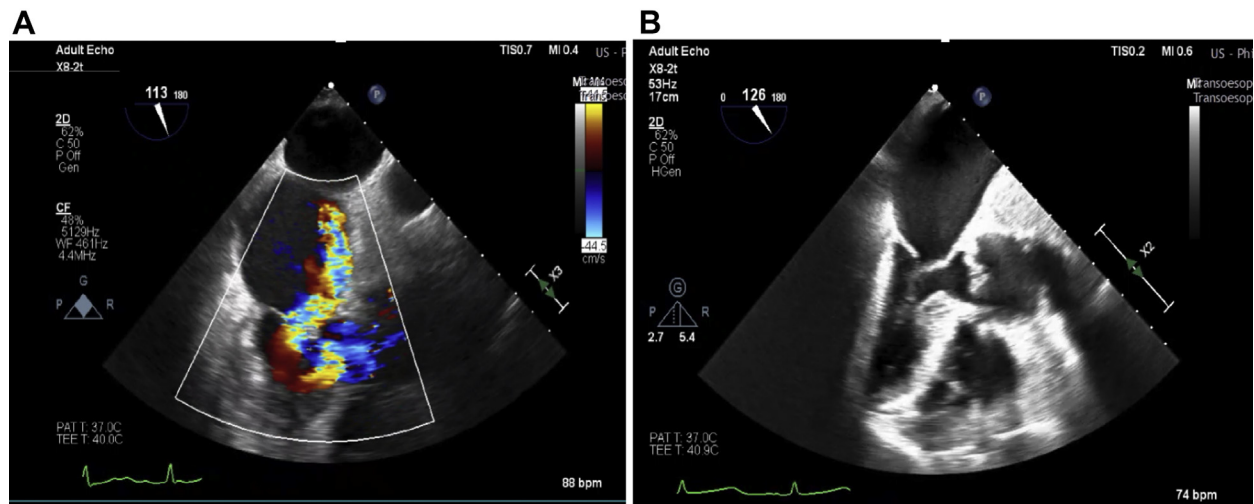 A
Adult Echo
X8-2t
TIS0.7 MI 0.4
113 180
2D
62%
C 50
P Off
Gen
CF
48%
5129Hz
WF 461Hz
4.4MHz
G
P R
P
-44.5
cm/s
X3
PAT T: 37.0C
TEE T: 40.0C
88 bpm
B
Adult Echo
X8-2t
53Hz
17cm
TIS0.2 MI 0.6
0 126 180
2D
62%
C 50
P Off
HGen
G
P R
2.7 5.4
P
Transoesop
X2
PAT T: 37.0C
TEE T: 40.9C
74 bpm